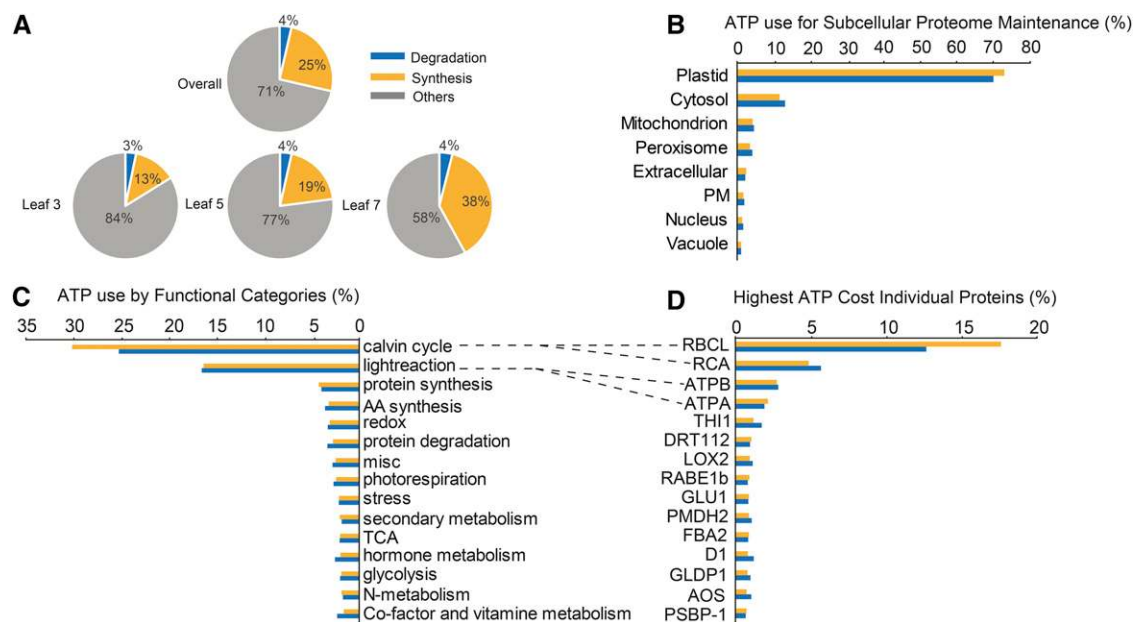 A
4%
25%
71%
Overall
Degradation
Synthesis
Others
3%
13%
84%
Leaf 3
4%
19%
77%
Leaf 5
4%
38%
58%
Leaf 7
B ATP use for Subcellular Proteome Maintenance (%)
0 10 20 30 40 50 60 70 80
Plastid
Cytosol
Mitochondrion
Peroxisome
Extracellular
PM
Nucleus
Vacuole
C ATP use by Functional Categories (%)
35 30 25 20 15 10 5 0
calvin cycle
lightreaction
protein synthesis
AA synthesis
redox
protein degradation
misc
photorespiration
stress
secondary metabolism
TCA
hormone metabolism
glycolysis
N-metabolism
Co-factor and vitamine metabolism
D Highest ATP Cost Individual Proteins (%)
0 5 10 15 20
RBCL
RCA
ATPB
ATPA
THI1
DRT112
LOX2
RABE1b
GLU1
PMDH2
FBA2
D1
GLDP1
AOS
PSBP-1